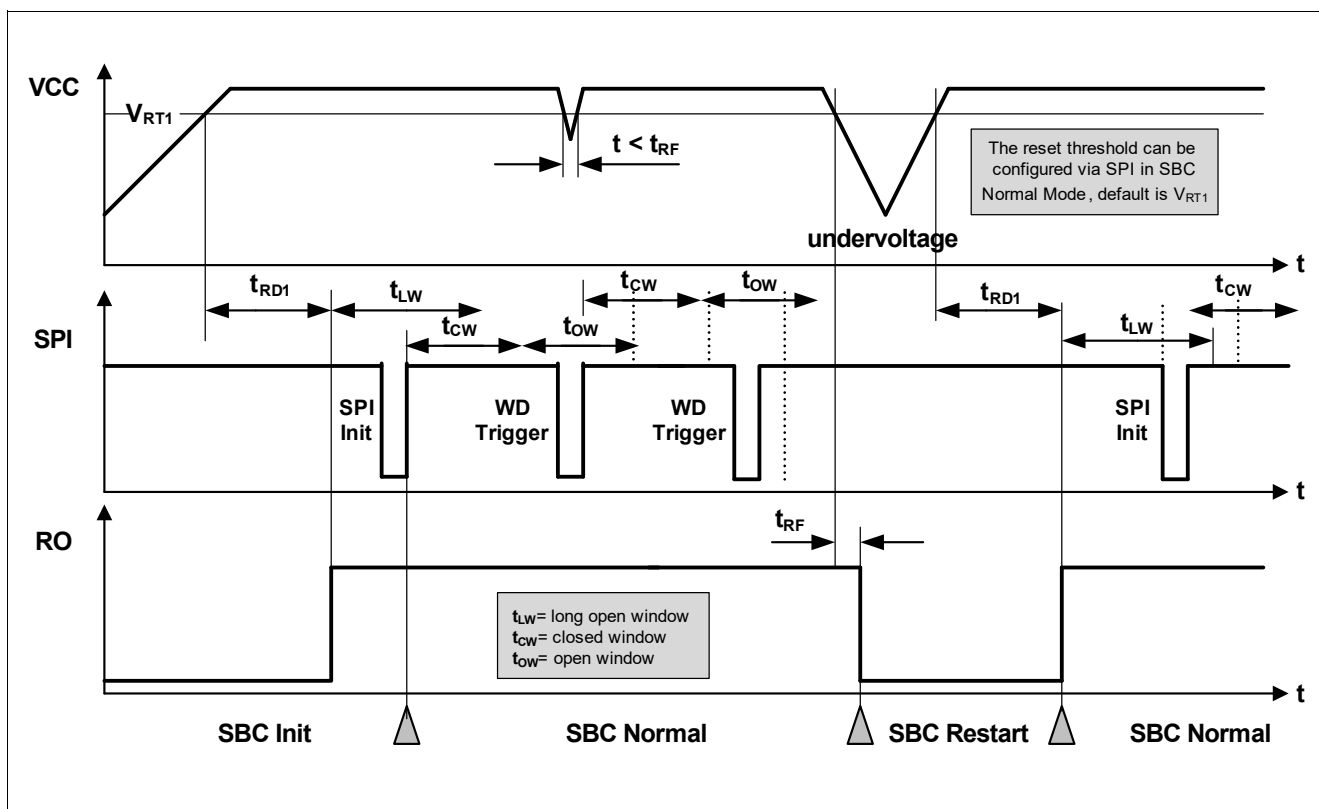 VCC
VRT1
t < tRF
The reset threshold can be
configured via SPI in SBC
Normal Mode, default is VRT1
undervoltage
t
tRD1
tLW
tCW
tOW
tCW
tOW
tRD1
tLW
tCW
SPI
SPI
Init
WD
Trigger
WD
Trigger
SPI
Init
t
RO
tRF
tLW= long open window
tCW= closed window
tOW= open window
t
SBC Init
SBC Normal
SBC Restart
SBC Normal